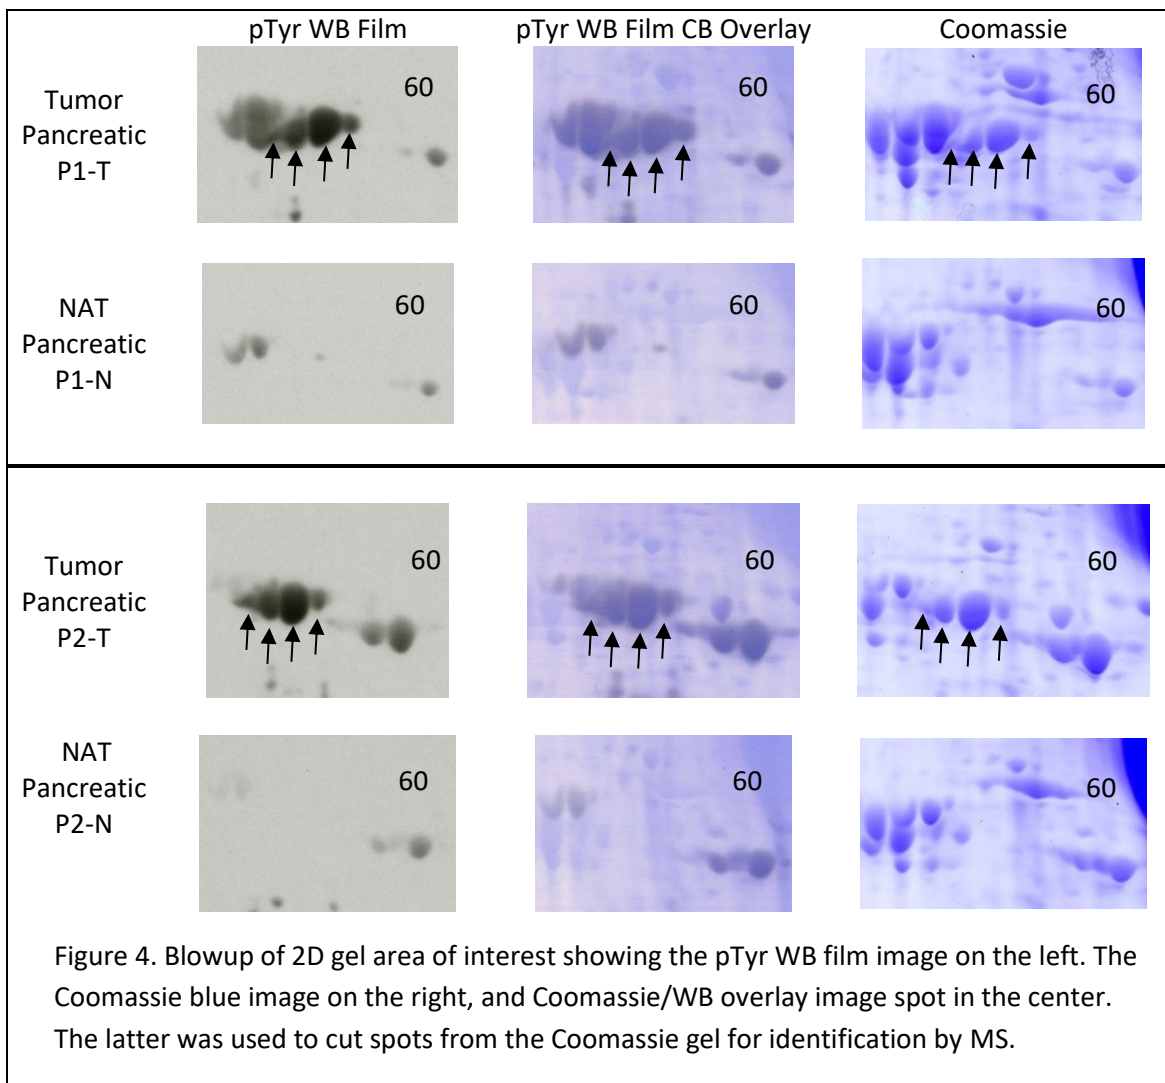 pTyr WB Film pTyr WB Film CB Overlay Coomassie
Tumor
Pancreatic
P1-T
60 60 60
NAT
Pancreatic
P1-N
60 60 60
Tumor
Pancreatic
P2-T
60 60 60
NAT
Pancreatic
P2-N
60 60 60
Figure 4. Blowup of 2D gel area of interest showing the pTyr WB film image on the left. The
Coomassie blue image on the right, and Coomassie/WB overlay image spot in the center.
The latter was used to cut spots from the Coomassie gel for identification by MS.